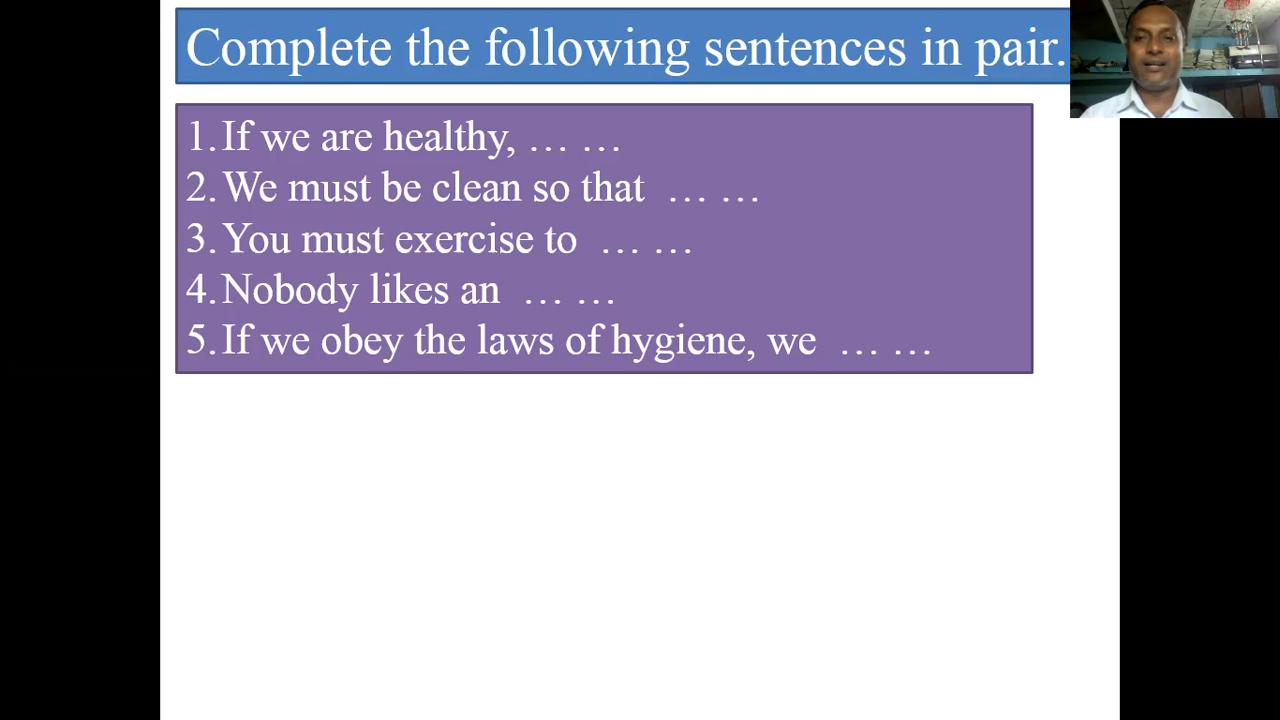 Complete the following sentences in pair.
1. If we are healthy, … …
2. We must be clean so that … …
3. You must exercise to … …
4. Nobody likes an … …
5. If we obey the laws of hygiene, we … …